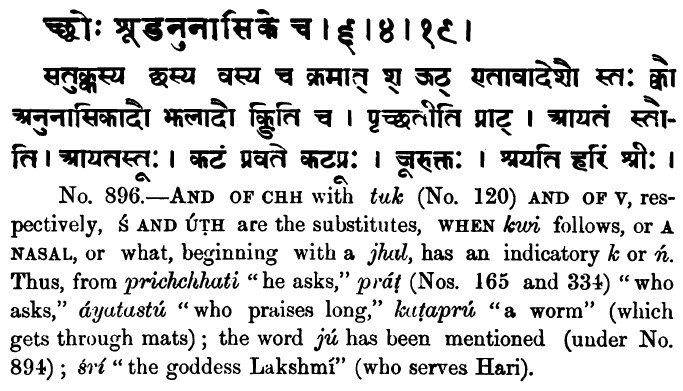 च्छ्वोः शूडनुनासिके च । ६ । ४ । १९ ।
सतुक्कस्य छस्य वस्य च क्रमात् श् ऊठ् एतावादेशौ स्तः क्वौ
अनुनासिकादौ झलादौ क्ङिति च । पृच्छतीति प्राट् । आयतं स्तौ-
ति । आयतस्तूः । कटं प्रवते कटप्रूः । जूरुक्तः । श्रयति हरिं श्रीः ।
No. 896.—AND OF CHH with tuk (No. 120) AND OF V, res-
pectively, Ś AND ÚṬH are the substitutes, WHEN kwi follows, or A
NASAL, or what, beginning with a jhal, has an indicatory k or ń.
Thus, from prichchhati “he asks,” práṭ (Nos. 165 and 334) “who
asks,” áyatastú “who praises long,” kaṭaprú “a worm” (which
gets through mats) ; the word jú has been mentioned (under No.
894) ; śrí “the goddess Lakshmí” (who serves Hari).